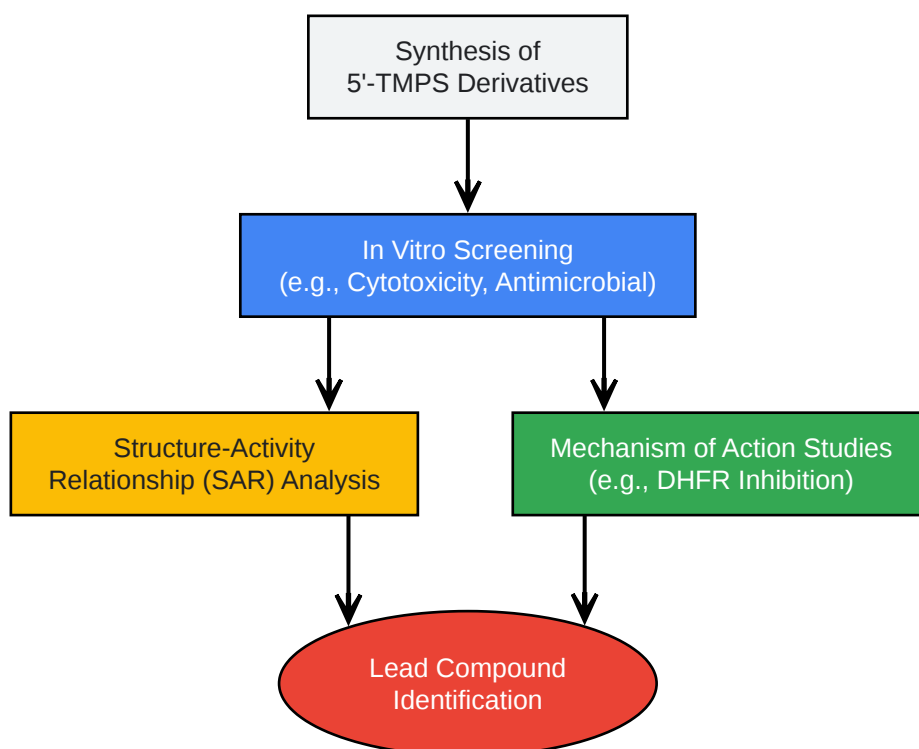 Synthesis of
5'-TMPS Derivatives
In Vitro Screening
(e.g., Cytotoxicity, Antimicrobial)
Structure-Activity
Relationship (SAR) Analysis
Mechanism of Action Studies
(e.g., DHFR Inhibition)
Lead Compound
Identification